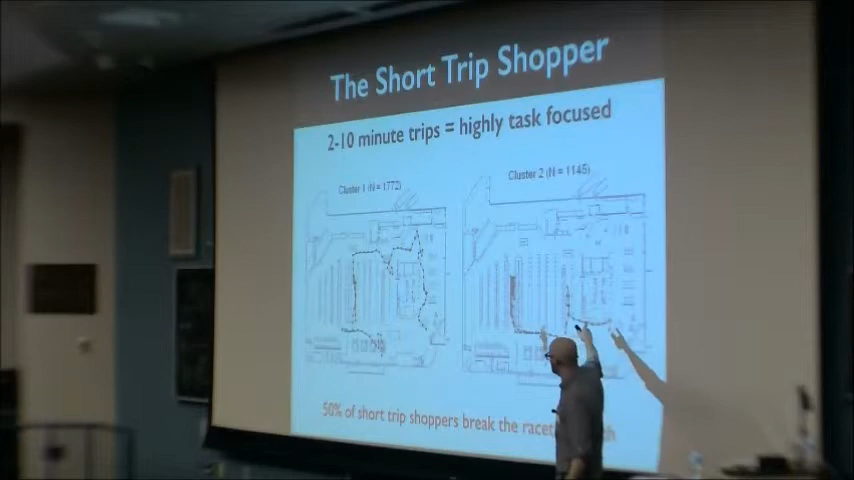 The Short Trip Shopper
2-10 minute trips = highly task focused
Cluster 1 (N = 1772)
Cluster 2 (N = 1145)
50% of short trip shoppers break the